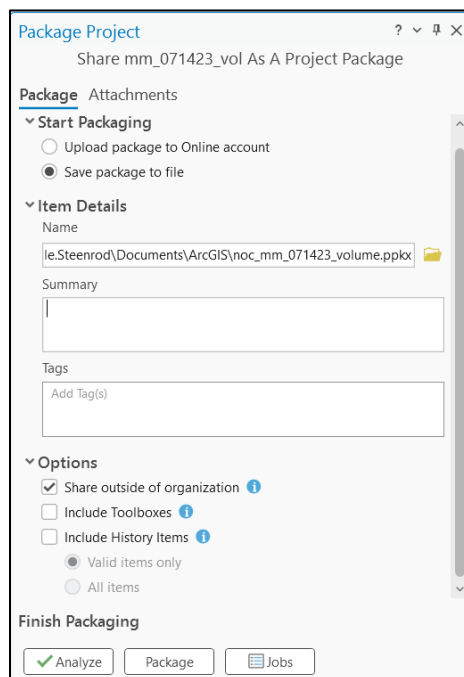 Package Project
Share mm_071423_vol As A Project Package
Package Attachments
Start Packaging
Upload package to Online account
Save package to file
Item Details
Name
le.Steenrod\Documents\ArcGIS\noc_mm_071423_volume.ppkx
Summary
Tags
Add Tag(s)
Options
Share outside of organization
Include Toolboxes
Include History Items
Valid items only
All items
Finish Packaging
Analyze Package Jobs